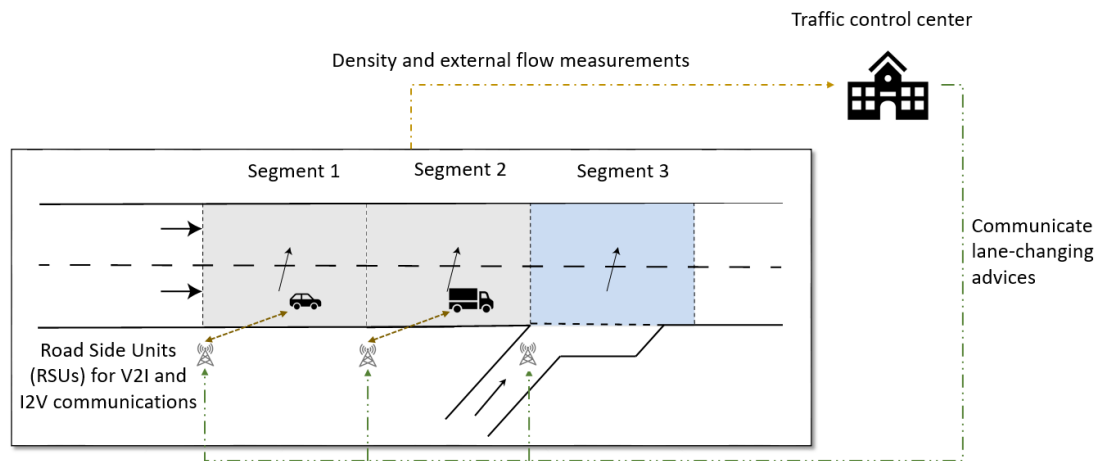 Traffic control center
Density and external flow measurements
Segment 1
Segment 2
Segment 3
Communicate
lane-changing
advices
Road Side Units
(RSUs) for V2I and
I2V communications